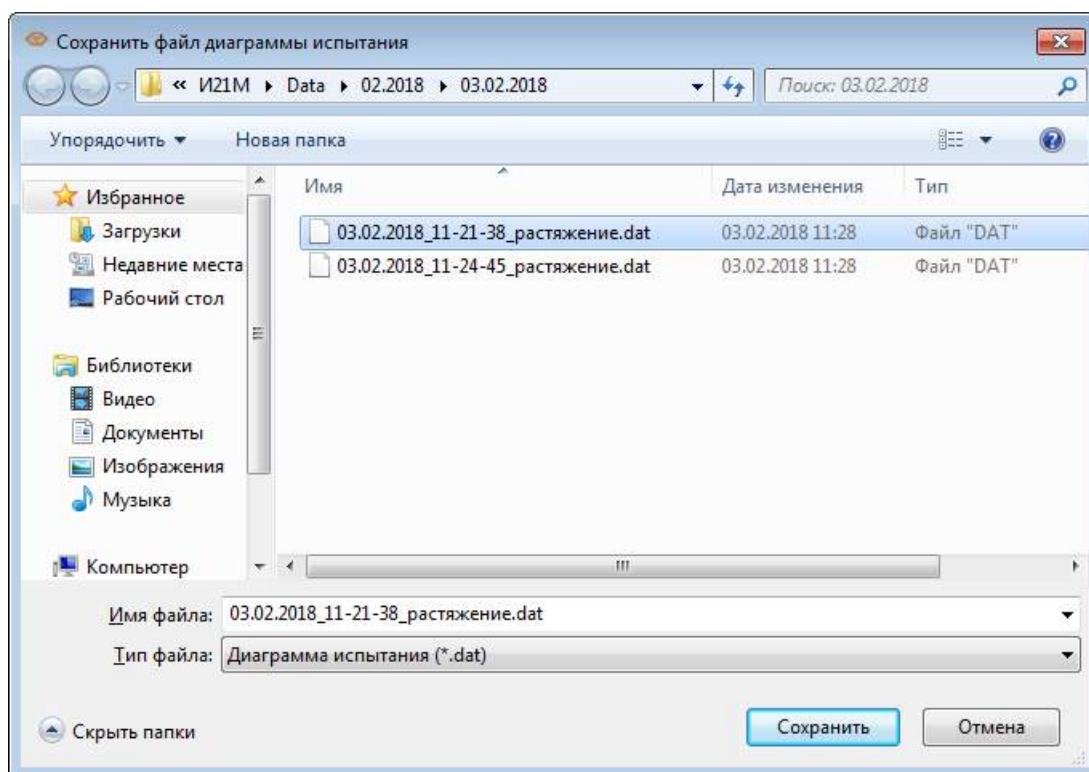 Сохранить файл диаграммы испытания
« И21М Data 02.2018 03.02.2018
Поиск: 03.02.2018
Упорядочить Новая папка
Имя Дата изменения Тип
Избранное
Загрузки
Недавние места
Рабочий стол
Библиотеки
Видео
Документы
Изображения
Музыка
Компьютер
03.02.2018_11-21-38_растяжение.dat 03.02.2018 11:28 Файл "DAT"
03.02.2018_11-24-45_растяжение.dat 03.02.2018 11:28 Файл "DAT"
Имя файла: 03.02.2018_11-21-38_растяжение.dat
Тип файла: Диаграмма испытания (*.dat)
Скрыть папки Сохранить Отмена